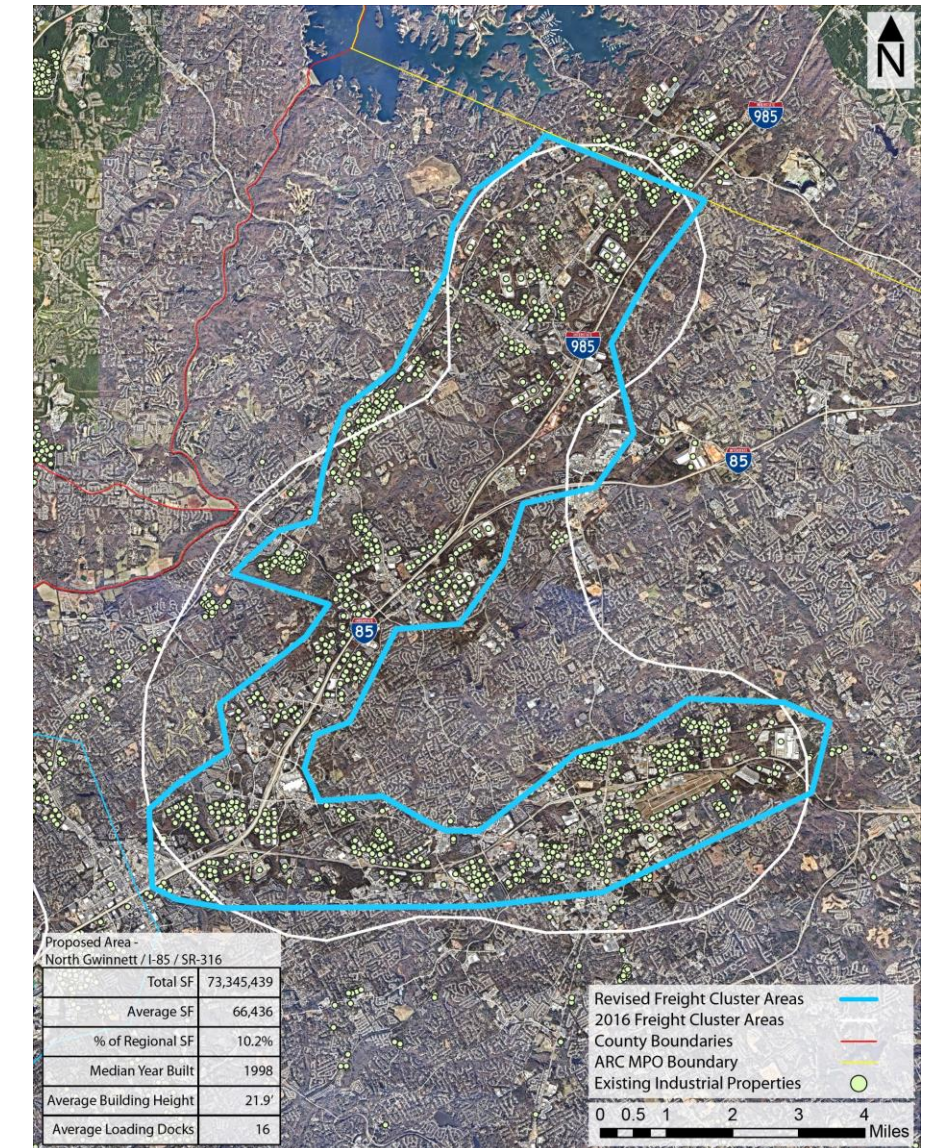 N
985
985
85
85
Proposed Area -
North Gwinnett / I-85 / SR-316
Total SF 73,345,439
Average SF 66,436
% of Regional SF 10.2%
Median Year Built 1998
Average Building Height 21.9'
Average Loading Docks 16
Revised Freight Cluster Areas
2016 Freight Cluster Areas
County Boundaries
ARC MPO Boundary
Existing Industrial Properties
0 0.5 1 2 3 4
Miles